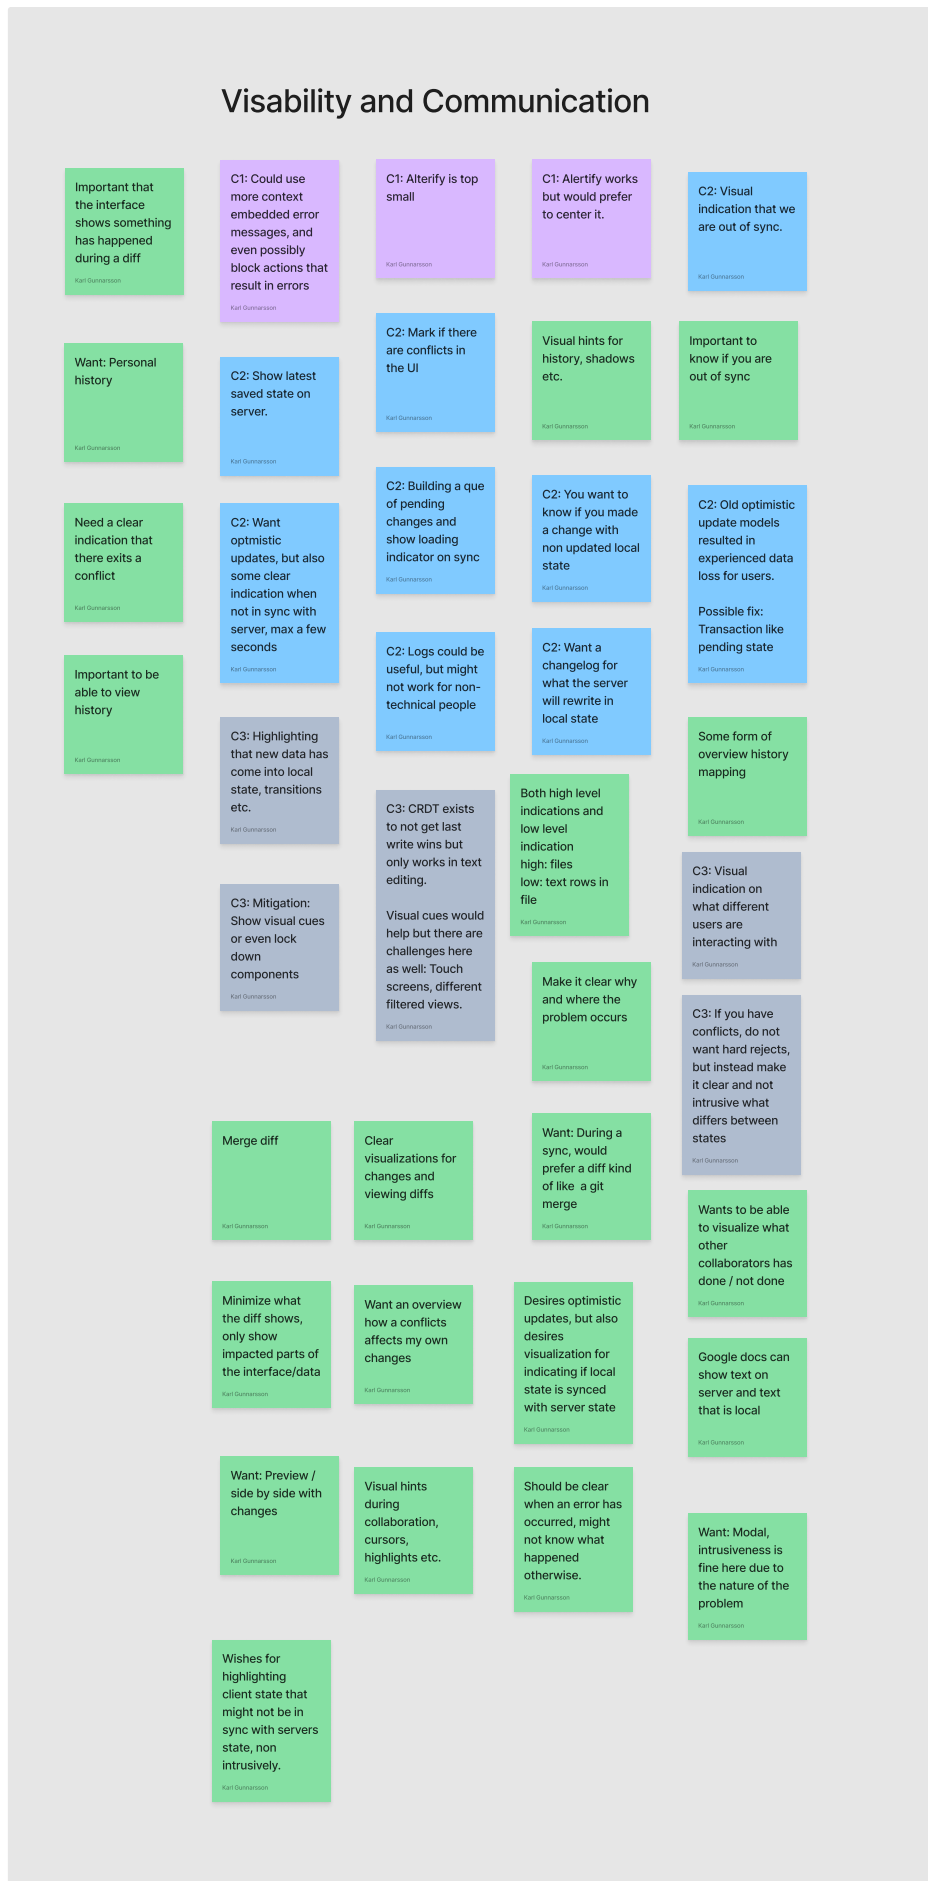 Visability and Communication
Important that
the interface
shows something
has happened
during a diff
Karl Gunnarsson
C1: Could use
more context
embedded error
messages, and
even possibly
block actions that
result in errors
Karl Gunnarsson
C1: Alterify is top
small
Karl Gunnarsson
C1: Alertify works
but would prefer
to center it.
Karl Gunnarsson
C2: Visual
indication that we
are out of sync.
Karl Gunnarsson
Want: Personal
history
Karl Gunnarsson
C2: Show latest
saved state on
server.
Karl Gunnarsson
C2: Mark if there
are conflicts in
the UI
Karl Gunnarsson
Visual hints for
history, shadows
etc.
Karl Gunnarsson
Important to
know if you are
out of sync
Karl Gunnarsson
Need a clear
indication that
there exits a
conflict
Karl Gunnarsson
C2: Want
optmistic
updates, but also
some clear
indication when
not in sync with
server, max a few
seconds
Karl Gunnarsson
C2: Building a que
of pending
changes and
show loading
indicator on sync
Karl Gunnarsson
C2: You want to
know if you made
a change with
non updated local
state
Karl Gunnarsson
C2: Old optimistic
update models
resulted in
experienced data
loss for users.
Possible fix:
Transaction like
pending state
Karl Gunnarsson
Important to be
able to view
history
Karl Gunnarsson
C2: Logs could be
useful, but might
not work for non-
technical people
Karl Gunnarsson
C2: Want a
changelog for
what the server
will rewrite in
local state
Karl Gunnarsson
C3: Highlighting
that new data has
come into local
state, transitions
etc.
Karl Gunnarsson
Some form of
overview history
mapping
Karl Gunnarsson
C3: CRDT exists
to not get last
write wins but
only works in text
editing.
Visual cues would
help but there are
challenges here
as well: Touch
screens, different
filtered views.
Karl Gunnarsson
Both high level
indications and
low level
indication
high: files
low: text rows in
file
Karl Gunnarsson
C3: Mitigation:
Show visual cues
or even lock
down
components
Karl Gunnarsson
C3: Visual
indication on
what different
users are
interacting with
Karl Gunnarsson
Make it clear why
and where the
problem occurs
Karl Gunnarsson
C3: If you have
conflicts, do not
want hard rejects,
but instead make
it clear and not
intrusive what
differs between
states
Karl Gunnarsson
Merge diff
Karl Gunnarsson
Clear
visualizations for
changes and
viewing diffs
Karl Gunnarsson
Want: During a
sync, would
prefer a diff kind
of like a git
merge
Karl Gunnarsson
Wants to be able
to visualize what
other
collaborators has
done / not done
Karl Gunnarsson
Minimize what
the diff shows,
only show
impacted parts of
the interface/data
Karl Gunnarsson
Want an overview
how a conflicts
affects my own
changes
Karl Gunnarsson
Desires optimistic
updates, but also
desires
visualization for
indicating if local
state is synced
with server state
Karl Gunnarsson
Google docs can
show text on
server and text
that is local
Karl Gunnarsson
Want: Preview /
side by side with
changes
Karl Gunnarsson
Visual hints
during
collaboration,
cursors,
highlights etc.
Karl Gunnarsson
Should be clear
when an error has
occurred, might
not know what
happened
otherwise.
Karl Gunnarsson
Want: Modal,
intrusiveness is
fine here due to
the nature of the
problem
Karl Gunnarsson
Wishes for
highlighting
client state that
might not be in
sync with servers
state, non
intrusively.
Karl Gunnarsson